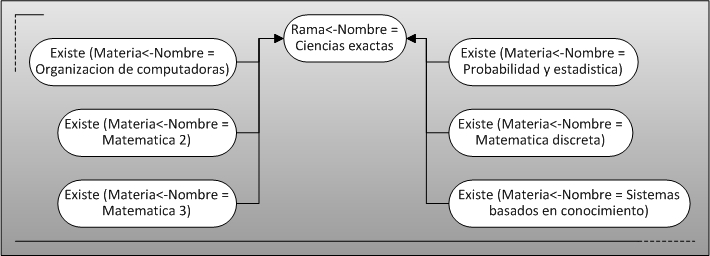 Rama<-Nombre =
Ciencias exactas
Existe (Materia<-Nombre =
Organizacion de computadoras)
Existe (Materia<-Nombre =
Matematica 2)
Existe (Materia<-Nombre =
Matematica 3)
Existe (Materia<-Nombre =
Probabilidad y estadistica)
Existe (Materia<-Nombre =
Matematica discreta)
Existe (Materia<-Nombre = Sistemas
basados en conocimiento)